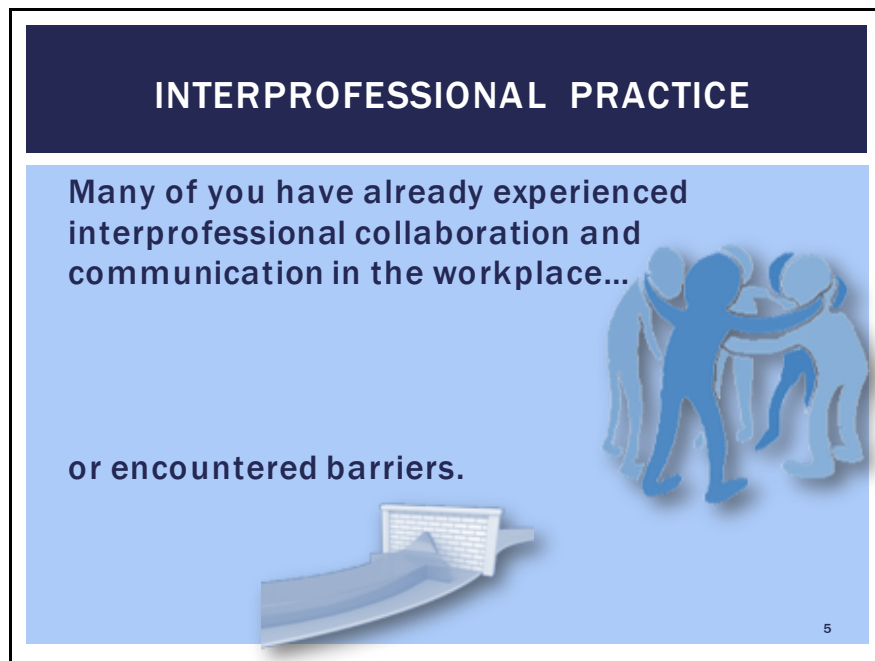 INTERPROFESSIONAL PRACTICE
Many of you have already experienced
interprofessional collaboration and
communication in the workplace...
or encountered barriers.
5